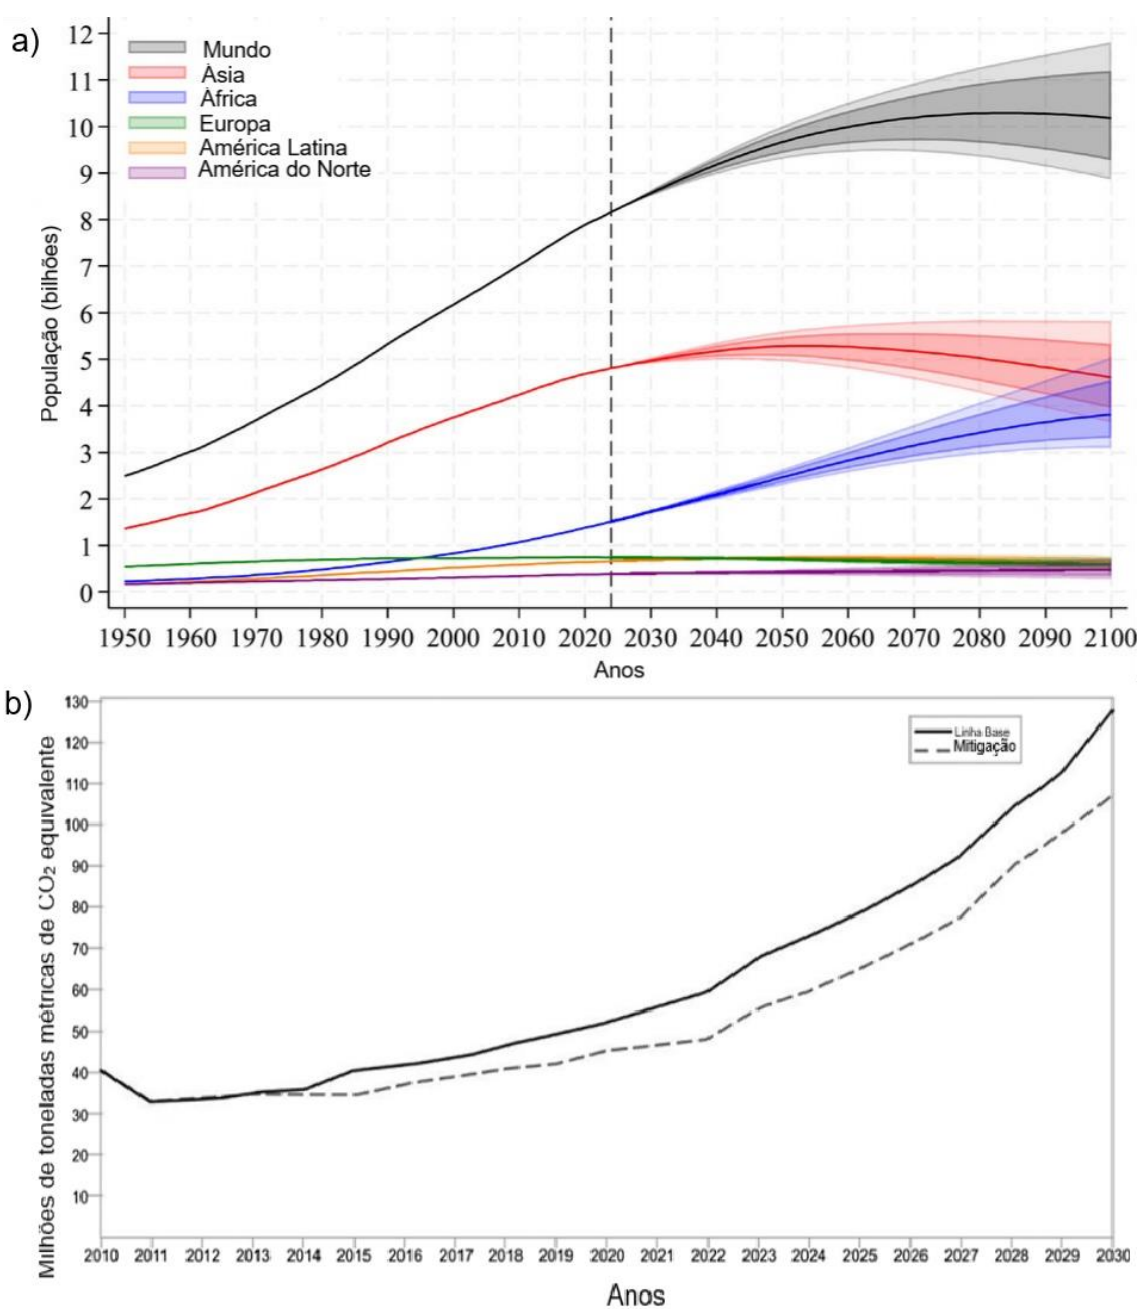 a)
12
11
10
9
8
7
6
5
4
3
2
1
0
População (bilhões)
Mundo
Àsia
Àfrica
Europa
América Latina
América do Norte
1950 1960 1970 1980 1990 2000 2010 2020 2030 2040 2050 2060 2070 2080 2090 2100
Anos
b)
130
120
110
100
90
80
70
60
50
40
30
20
10
Milhões de toneladas métricas de CO₂ equivalente
Linha Base
Mitigação
2010 2011 2012 2013 2014 2015 2016 2017 2018 2019 2020 2021 2022 2023 2024 2025 2026 2027 2028 2029 2030
Anos